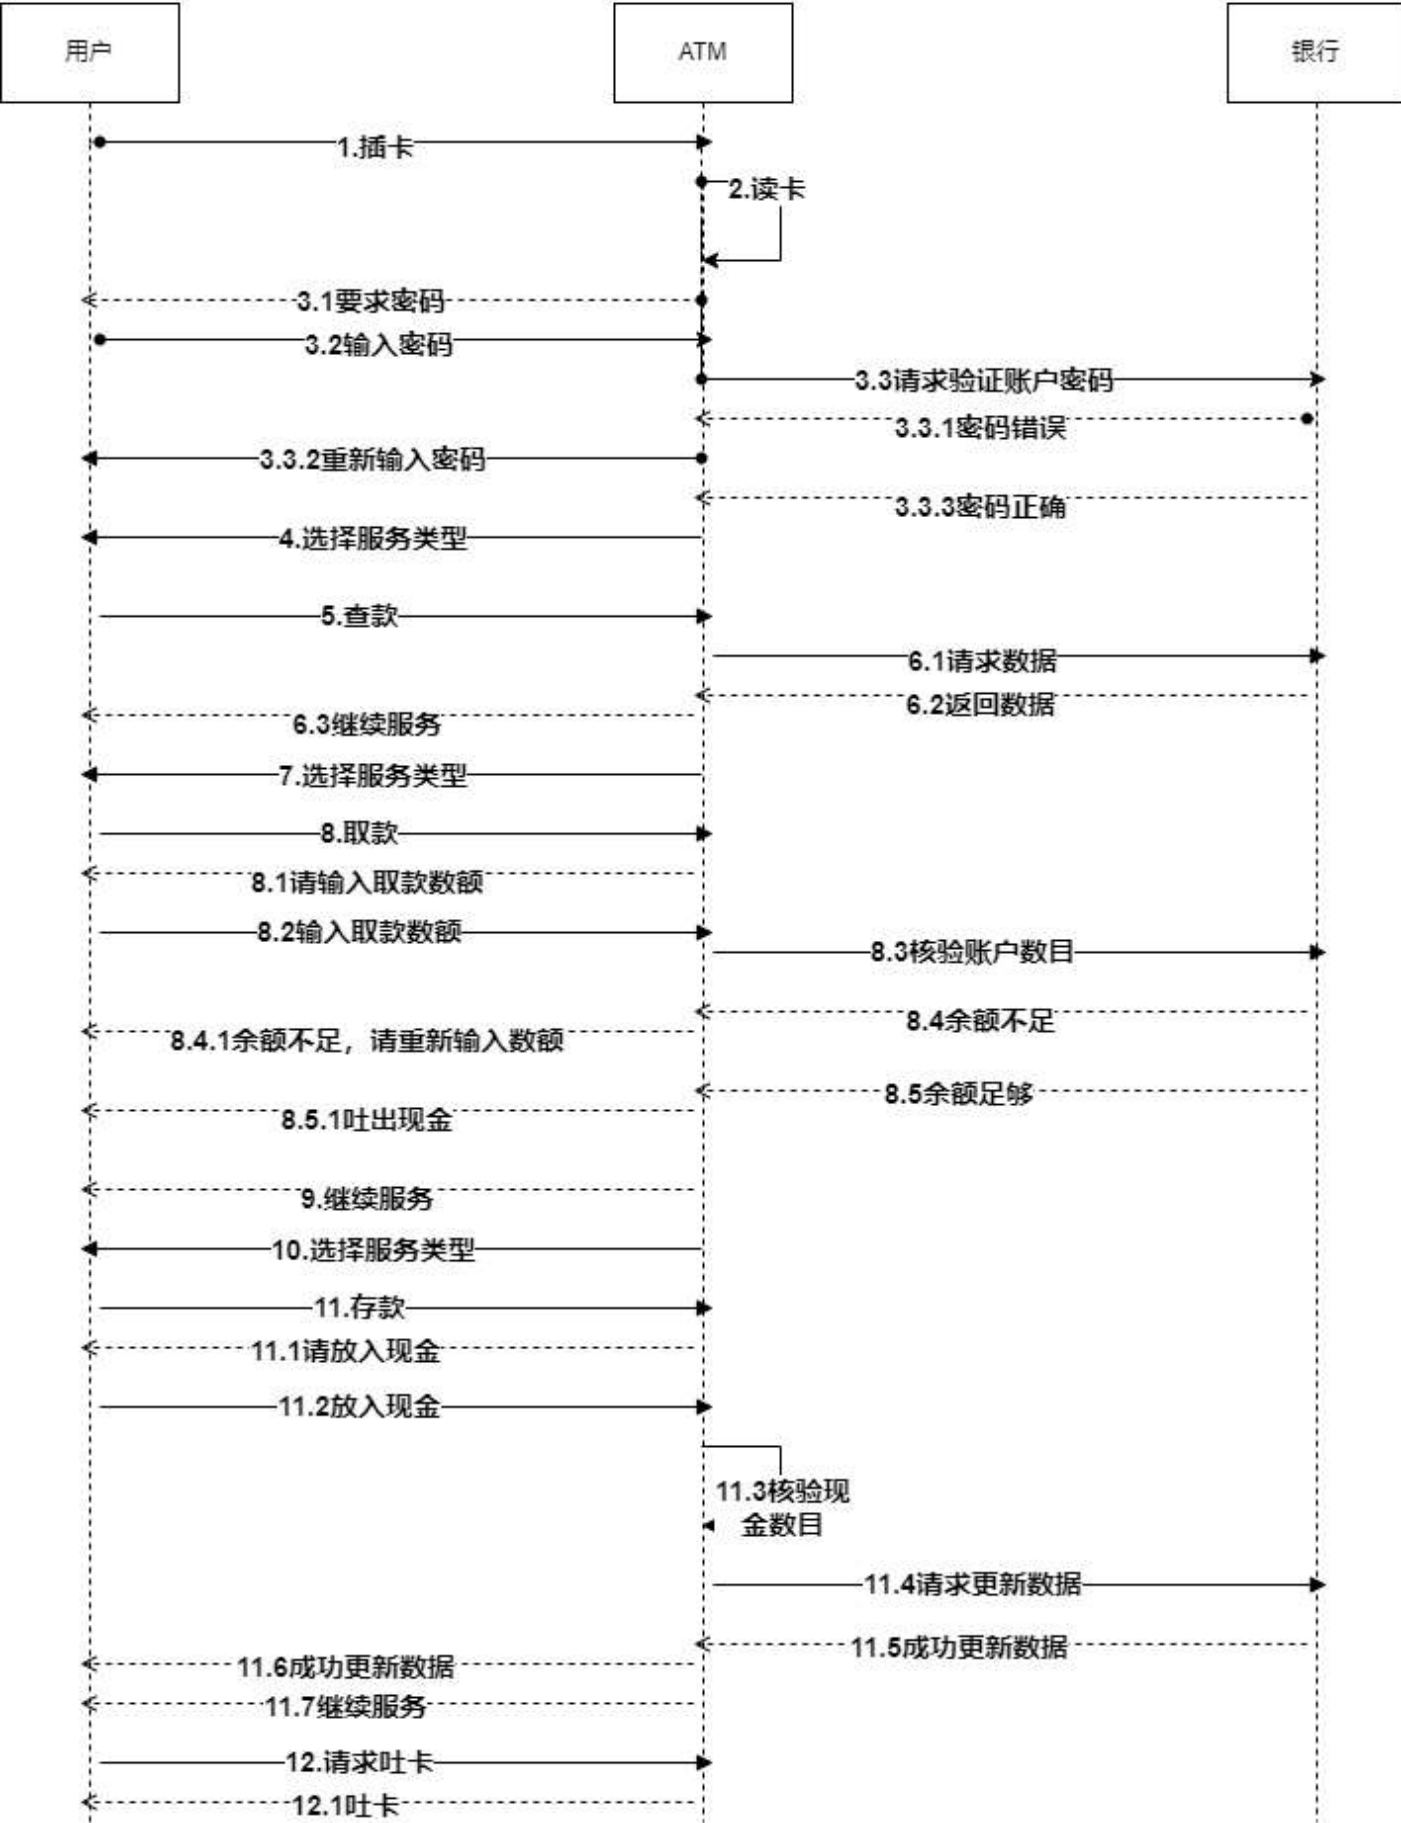 用户
ATM
银行
1.插卡
2.读卡
3.1要求密码
3.2输入密码
3.3请求验证账户密码
3.3.1密码错误
3.3.2重新输入密码
3.3.3密码正确
4.选择服务类型
5.查款
6.1请求数据
6.2返回数据
6.3继续服务
7.选择服务类型
8.取款
8.1请输入取款数额
8.2输入取款数额
8.3核验账户数目
8.4余额不足
8.4.1余额不足，请重新输入数额
8.5余额足够
8.5.1吐出现金
9.继续服务
10.选择服务类型
11.存款
11.1请放入现金
11.2放入现金
11.3核验现
金数目
11.4请求更新数据
11.5成功更新数据
11.6成功更新数据
11.7继续服务
12.请求吐卡
12.1吐卡